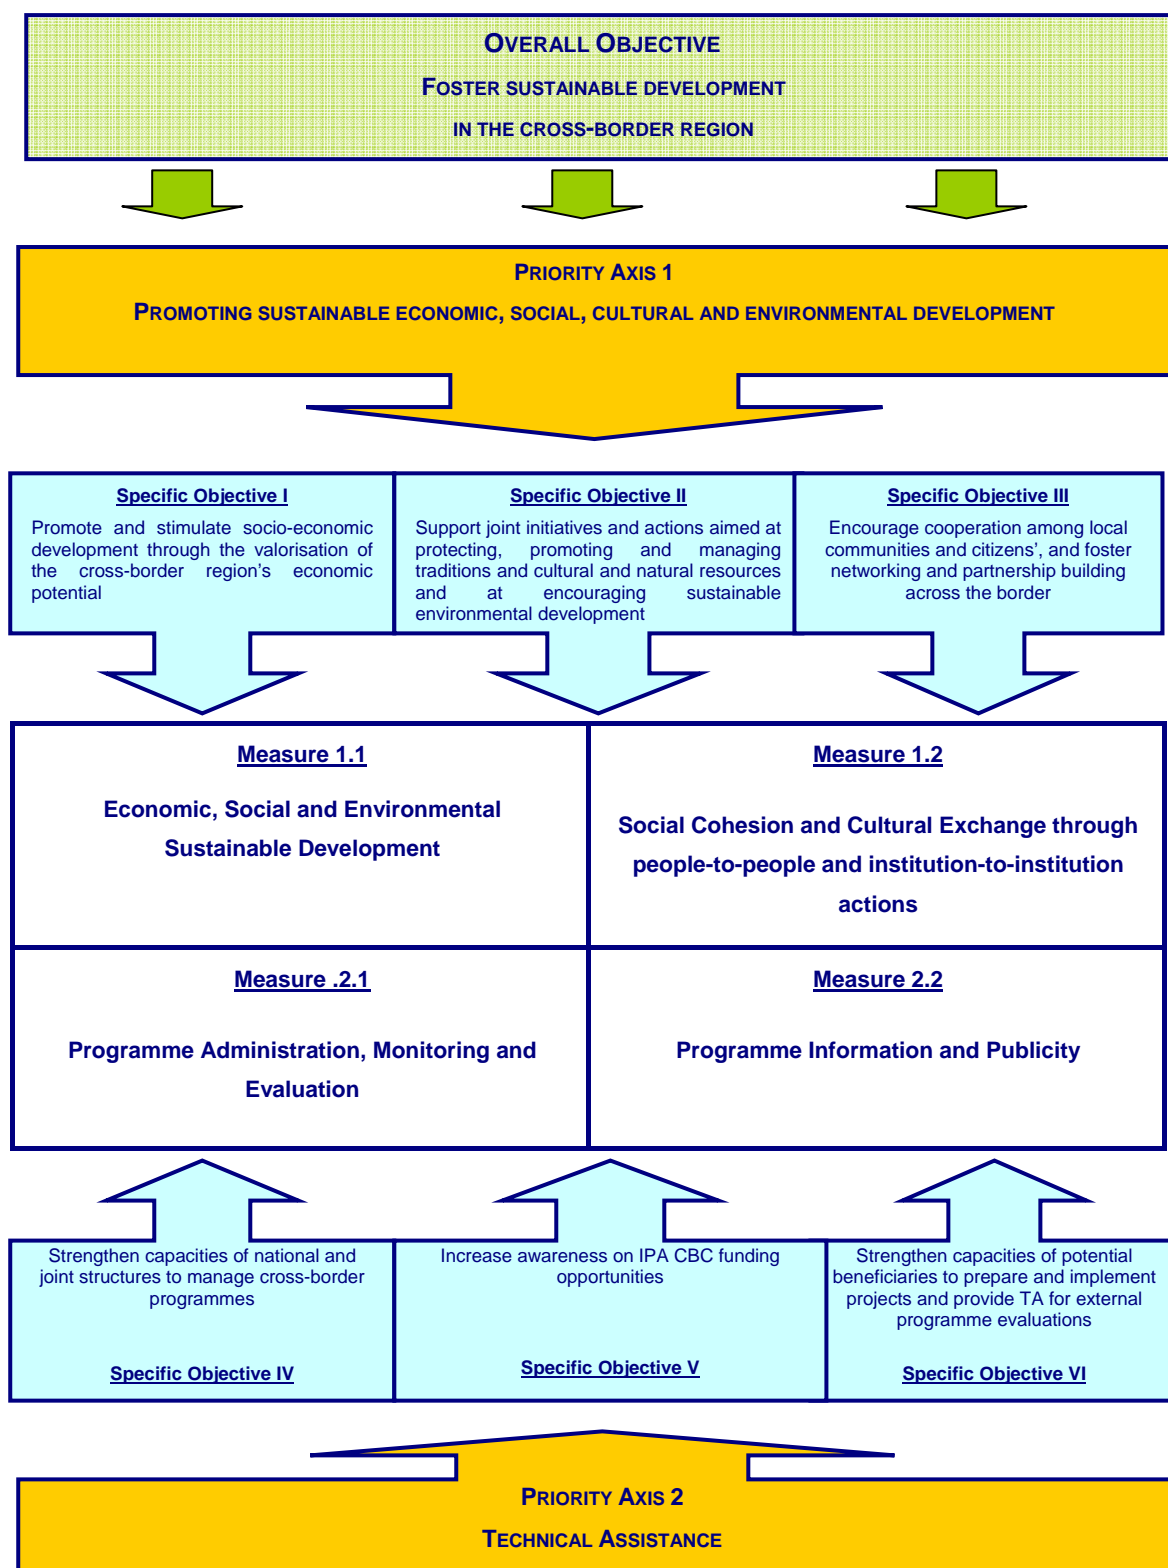 OVERALL OBJECTIVE
FOSTER SUSTAINABLE DEVELOPMENT
IN THE CROSS-BORDER REGION
PRIORITY AXIS 1
PROMOTING SUSTAINABLE ECONOMIC, SOCIAL, CULTURAL AND ENVIRONMENTAL DEVELOPMENT
Specific Objective I
Promote and stimulate socio-economic
development through the valorisation of
the cross-border region's economic
potential
Specific Objective II
Support joint initiatives and actions aimed at
protecting, promoting and managing
traditions and cultural and natural resources
and at encouraging sustainable
environmental development
Specific Objective III
Encourage cooperation among local
communities and citizens', and foster
networking and partnership building
across the border
Measure 1.1
Economic, Social and Environmental
Sustainable Development
Measure 1.2
Social Cohesion and Cultural Exchange through
people-to-people and institution-to-institution
actions
Measure .2.1
Programme Administration, Monitoring and
Evaluation
Measure 2.2
Programme Information and Publicity
Strengthen capacities of national and
joint structures to manage cross-border
programmes
Specific Objective IV
Increase awareness on IPA CBC funding
opportunities
Specific Objective V
Strengthen capacities of potential
beneficiaries to prepare and implement
projects and provide TA for external
programme evaluations
Specific Objective VI
PRIORITY AXIS 2
TECHNICAL ASSISTANCE